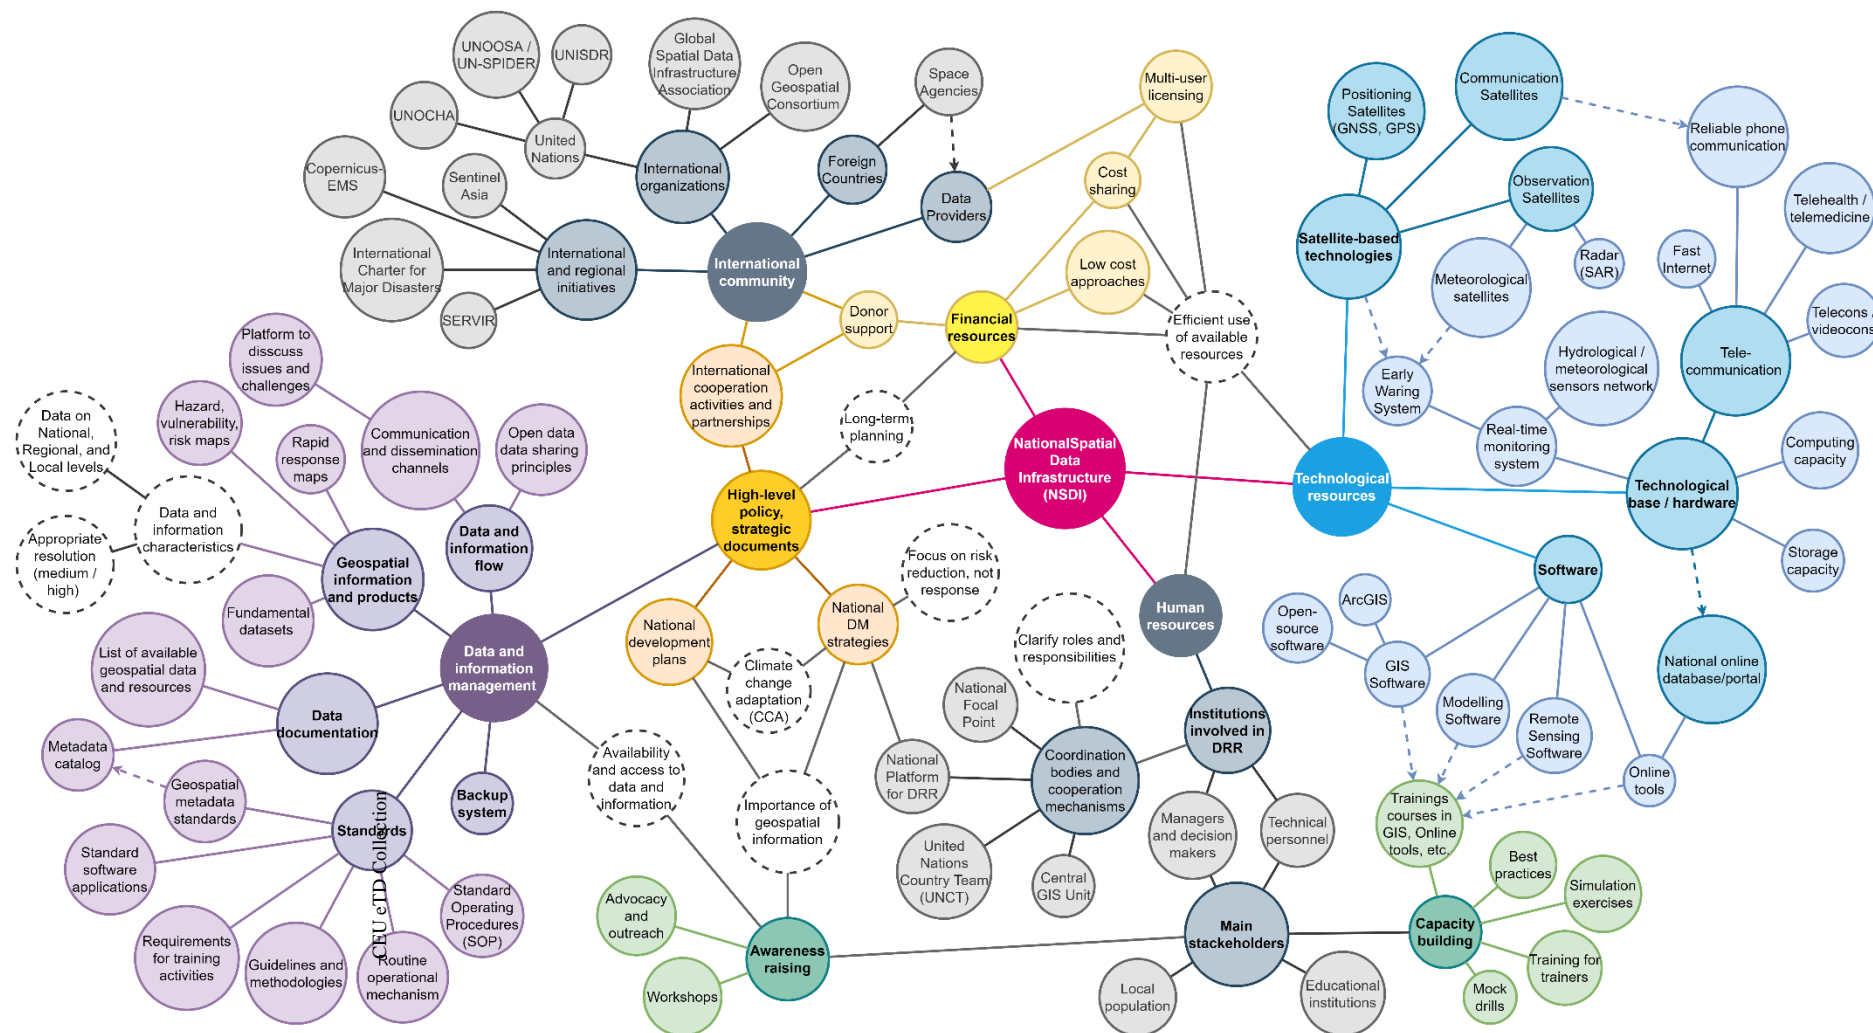 UNOOSA /
UN-SPIDER
UNISDR
Global
Spatial Data
Infrastructure
Association
Open
Geospatial
Consortium
Space
Agencies
Multi-user
licensing
Positioning
Satellites
(GNSS, GPS)
Communication
Satellites
Reliable phone
communication
UNOCHA
United
Nations
International
organizations
Foreign
Countries
Data
Providers
Cost
sharing
Observation
Satellites
Telehealth /
telemedicine
Copernicus-
EMS
Sentinel
Asia
International
Charter for
Major Disasters
International
and regional
initiatives
SERVIR
International
community
Low cost
approaches
Satellite-based
technologies
Radar
(SAR)
Meteorological
satellites
Fast
Internet
Telecons /
videocons
Donor
support
Financial
resources
Efficient use
of available
resources
Early
Waring
System
Hydrological /
meteorological
sensors network
Tele-
communication
Platform to
disscuss
issues and
challenges
International
cooperation
activities and
partnerships
Long-term
planning
Real-time
monitoring
system
Computing
capacity
Data on
National,
Regional, and
Local levels
Hazard,
vulnerability,
risk maps
Rapid
response
maps
Communication
and dissemination
channels
Open data
data sharing
principles
NationalSpatial
Data
Infrastructure
(NSDI)
Technological
resources
Technological
base / hardware
Data and
information
characteristics
Appropriate
resolution
(medium /
high)
Geospatial
information
and products
Data and
information
flow
High-level
policy,
strategic
documents
Focus on risk
reduction, not
response
Storage
capacity
Software
Fundamental
datasets
National
development
plans
National
DM
strategies
Human
resources
ArcGIS
Open-
source
software
GIS
Software
List of available
geospatial data
and resources
Data and
information
management
Climate
change
adaptation
(CCA)
Clarify roles and
responsibilities
National
Focal
Point
Institutions
involved in
DRR
Modelling
Software
Remote
Sensing
Software
National online
database/portal
Data
documentation
Metadata
catalog
Geospatial
metadata
standards
Backup
system
Availability
and access to
data and
information
Importance of
geospatial
information
National
Platform
for DRR
Coordination
bodies and
cooperation
mechanisms
Online
tools
Standards
Standard
software
applications
Managers
and decision
makers
Technical
personnel
Trainings
courses in
GIS, Online
tools, etc.
United
Nations
Country Team
(UNCT)
Central
GIS Unit
Best
practices
Simulation
exercises
Standard
Operating
Procedures
(SOP)
Advocacy
and
outreach
Awareness
raising
Main
stackeholders
Capacity
building
Requirements
for training
activities
Guidelines and
methodologies
Routine
operational
mechanism
Workshops
Local
population
Educational
institutions
Mock
drills
Training for
trainers
CEU eTD Collection